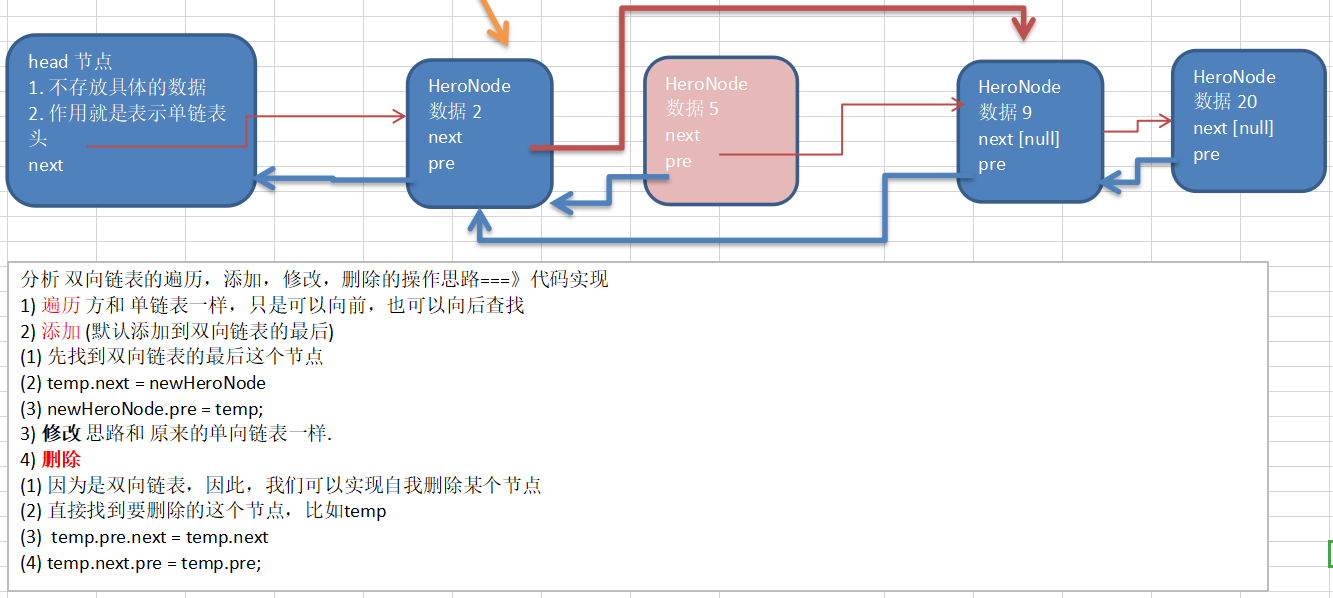 head 节点
1. 不存放具体的数据
2. 作用就是表示单链表
头
next
HeroNode
数据 2
next
pre
HeroNode
数据 5
next
pre
HeroNode
数据 9
next [null]
pre
HeroNode
数据 20
next [null]
pre
分析 双向链表的遍历，添加，修改，删除的操作思路===》代码实现
1) 遍历 方和 单链表一样，只是可以向前，也可以向后查找
2) 添加 (默认添加到双向链表的最后)
(1) 先找到双向链表的最后这个节点
(2) temp.next = newHeroNode
(3) newHeroNode.pre = temp;
3) 修改 思路和 原来的单向链表一样.
4) 删除
(1) 因为是双向链表，因此，我们可以实现自我删除某个节点
(2) 直接找到要删除的这个节点，比如temp
(3)  temp.pre.next = temp.next
(4) temp.next.pre = temp.pre;